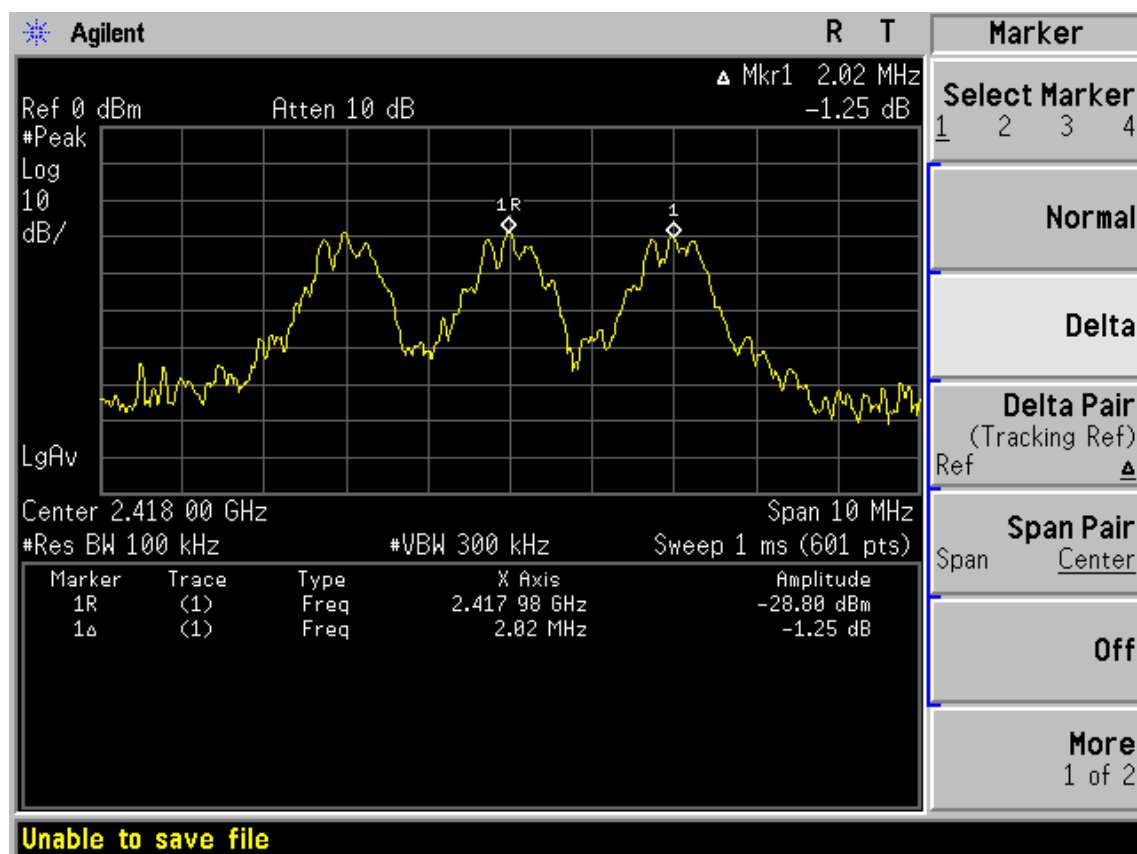 Agilent R T
Δ Mkr1 2.02 MHz
Ref 0 dBm Atten 10 dB -1.25 dB
#Peak
Log
10
dB/
1R
1
LgAv
Center 2.418 00 GHz Span 10 MHz
#Res BW 100 kHz #VBW 300 kHz Sweep 1 ms (601 pts)
Marker Trace Type X Axis Amplitude
1R (1) Freq 2.417 98 GHz -28.80 dBm
1Δ (1) Freq 2.02 MHz -1.25 dB
Unable to save file
Marker
Select Marker
1 2 3 4
Normal
Delta
Delta Pair
(Tracking Ref)
Ref Δ
Span Pair
Span Center
Off
More
1 of 2